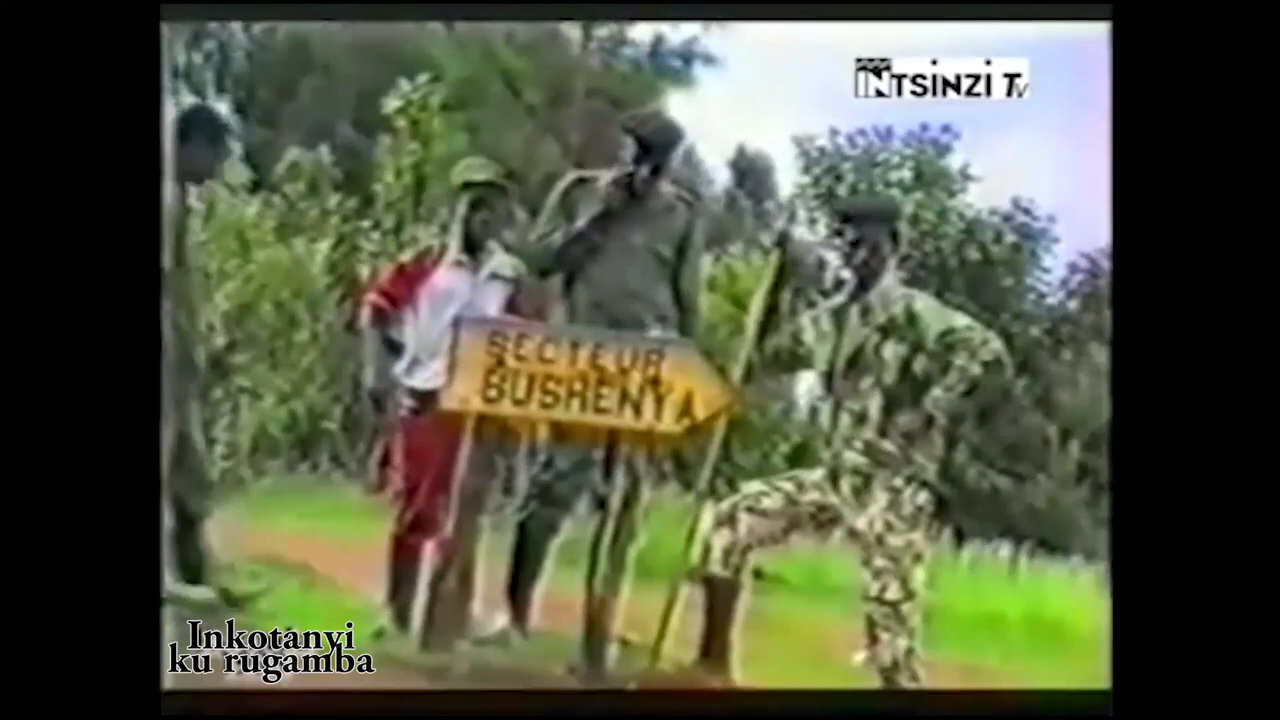 INTSINZI TV
SECTEUR
BUSHENYA
Inkotanyi
ku rugamba